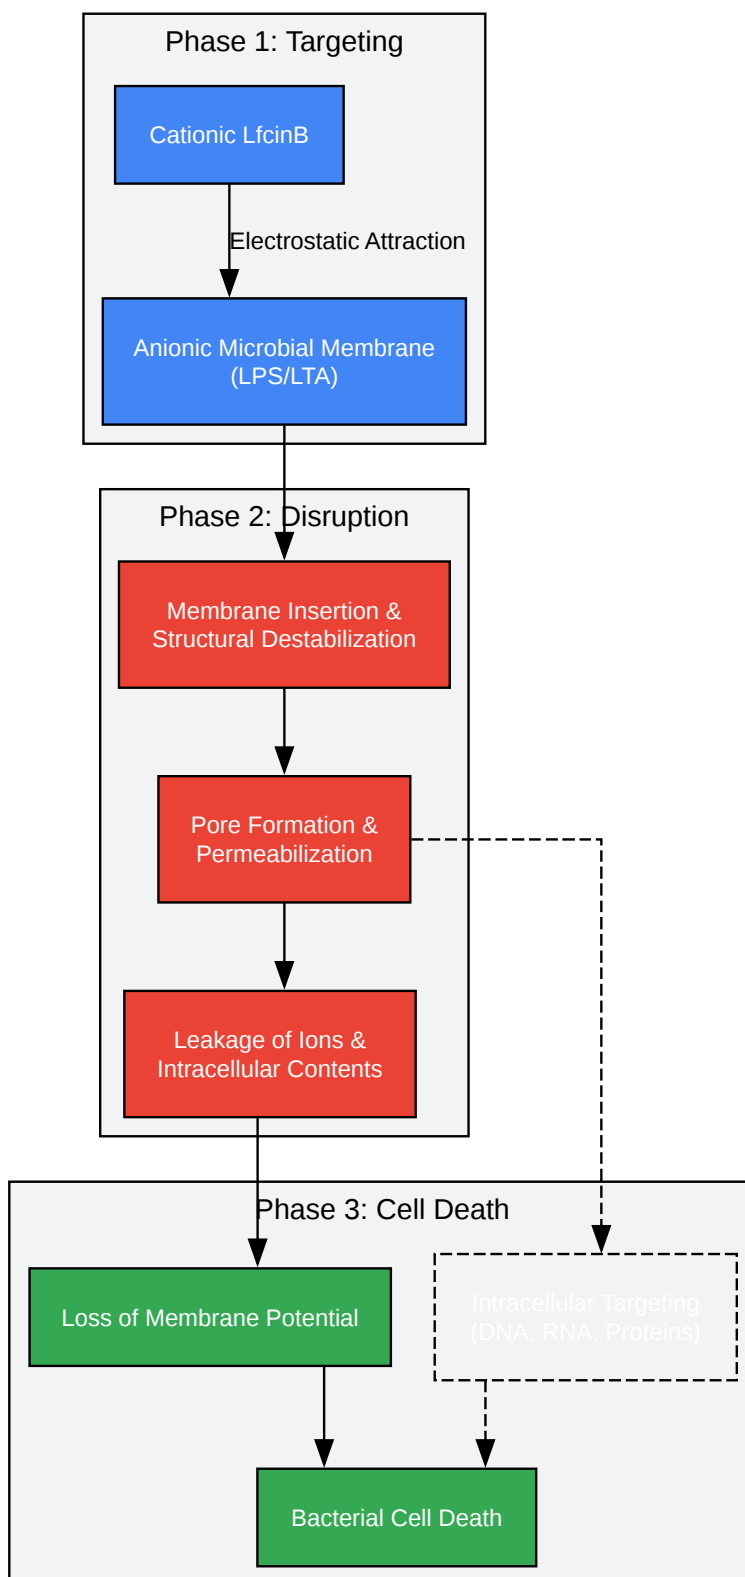 Phase 1: Targeting
Cationic LfcinB
Electrostatic Attraction
Anionic Microbial Membrane
(LPS/LTA)
Phase 2: Disruption
Membrane Insertion &
Structural Destabilization
Pore Formation &
Permeabilization
Leakage of Ions &
Intracellular Contents
Phase 3: Cell Death
Loss of Membrane Potential
Intracellular Targeting
(DNA, RNA, Proteins)
Bacterial Cell Death